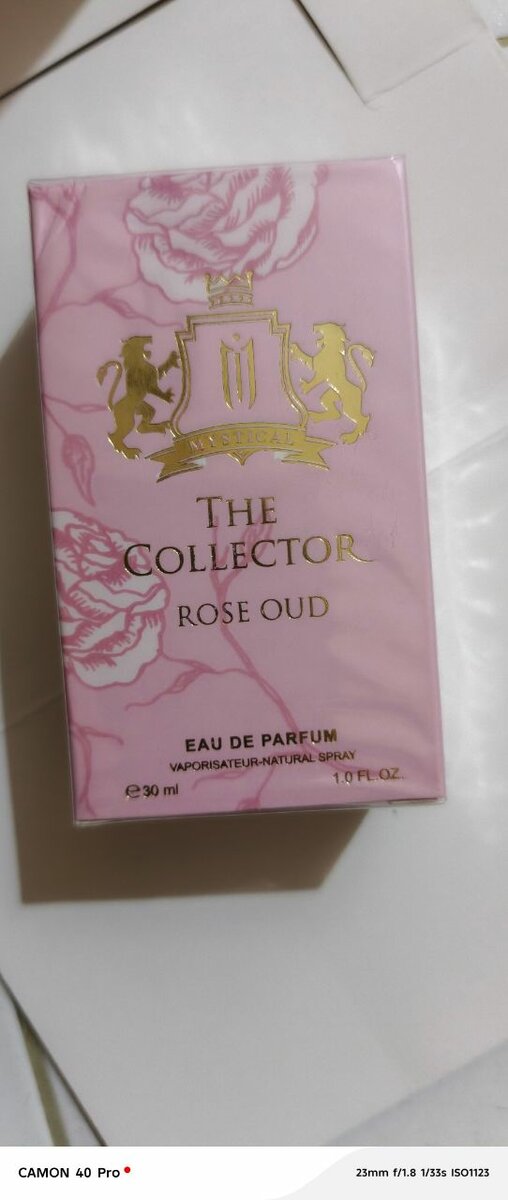 M
MYSTICAL
THE
COLLECTOR
ROSE OUD
EAU DE PARFUM
VAPORISATEUR-NATURAL SPRAY
℮30 ml
1.0 FL.OZ.
CAMON 40 Pro
23mm f/1.8 1/33s ISO1123